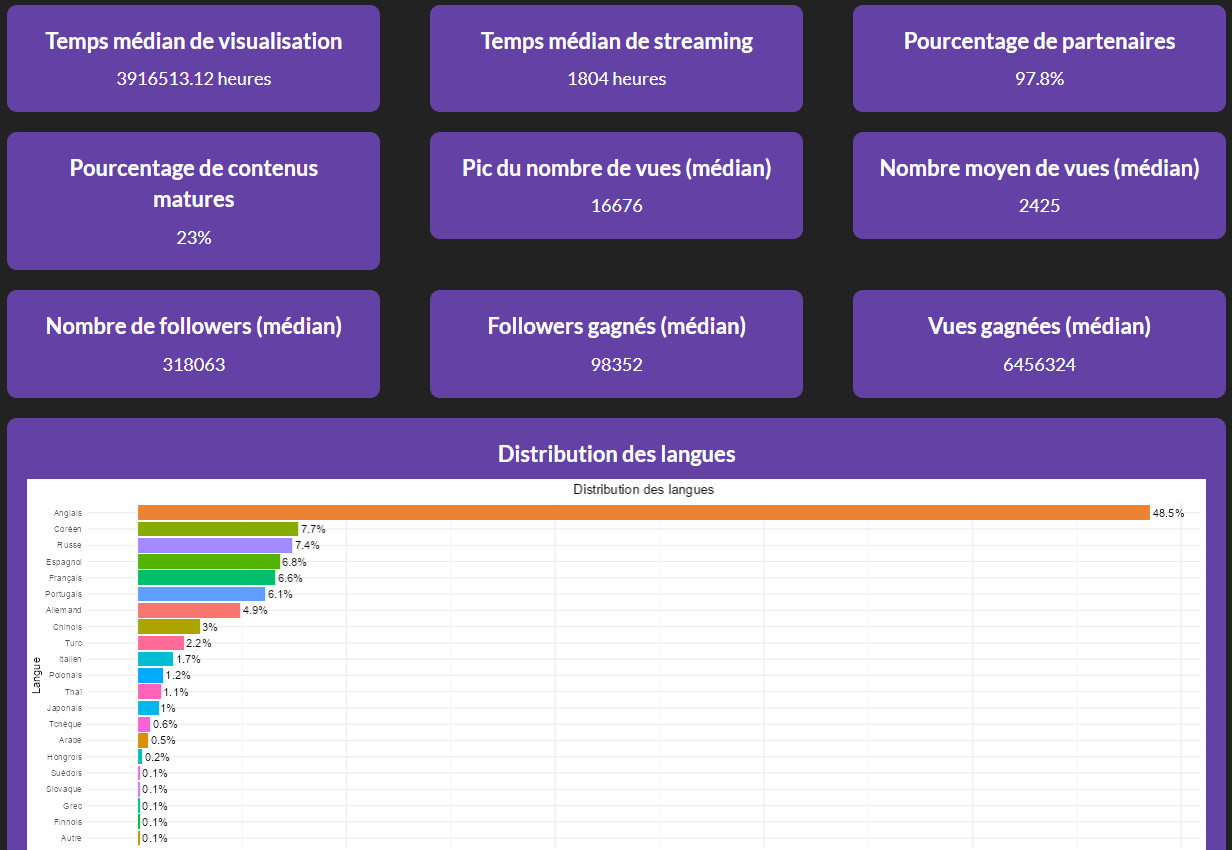 Temps médian de visualisation
3916513.12 heures
Temps médian de streaming
1804 heures
Pourcentage de partenaires
97.8%
Pourcentage de contenus
matures
23%
Pic du nombre de vues (médian)
16676
Nombre moyen de vues (médian)
2425
Nombre de followers (médian)
318063
Followers gagnés (médian)
98352
Vues gagnées (médian)
6456324
Distribution des langues
Distribution des langues
Langue
Anglais 48.5%
Coréen 7.7%
Russe 7.4%
Espagnol 6.8%
Français 6.6%
Portugais 6.1%
Allemand 4.9%
Chinois 3%
Turc 2.2%
Italien 1.7%
Polonais 1.2%
Thaï 1.1%
Japonais 1%
Tchèque 0.6%
Arabe 0.5%
Hongrois 0.2%
Suédois 0.1%
Slovaque 0.1%
Grec 0.1%
Finnois 0.1%
Autre 0.1%